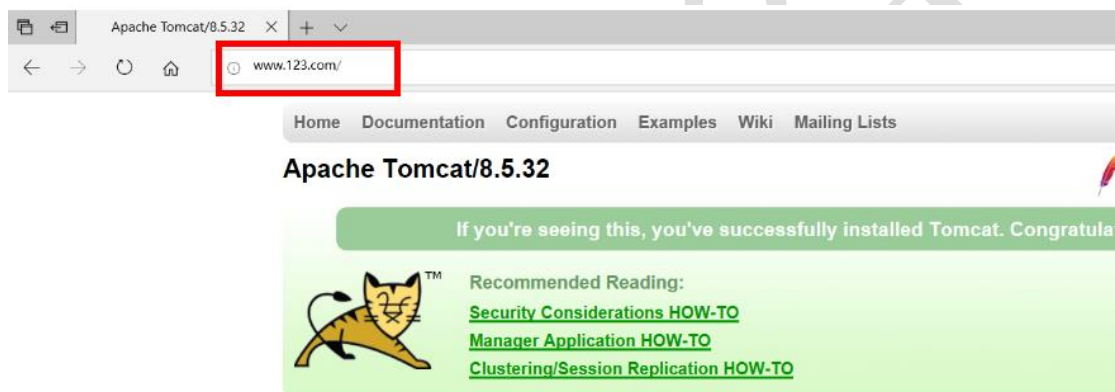 Apache Tomcat/8.5.32
www.123.com/
Home Documentation Configuration Examples Wiki Mailing Lists
Apache Tomcat/8.5.32
If you're seeing this, you've successfully installed Tomcat.
TM
Recommended Reading:
Security Considerations HOW-TO
Manager Application HOW-TO
Clustering/Session Replication HOW-TO